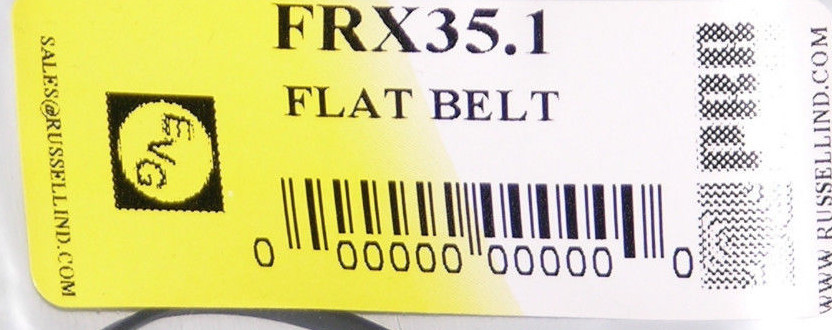 FRX35.1
FLAT BELT
SALES@RUSSELLIND.COM
EVG
0 00000 00000 0
WWW.RUSSELLIND.COM